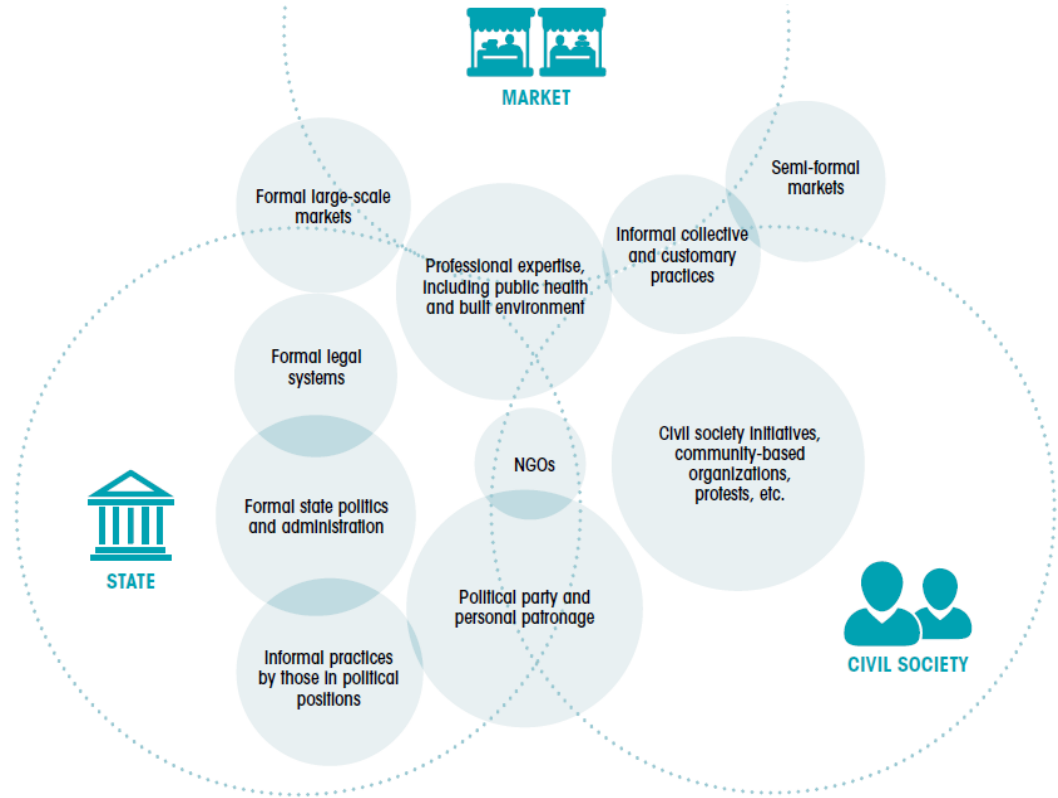 MARKET
Semi-formal
markets
Formal large-scale
markets
Informal collective
and customary
practices
Professional expertise,
including public health
and built environment
Formal legal
systems
Civil society initiatives,
community-based
organizations,
protests, etc.
NGOs
Formal state politics
and administration
STATE
Political party and
personal patronage
CIVIL SOCIETY
Informal practices
by those in political
positions